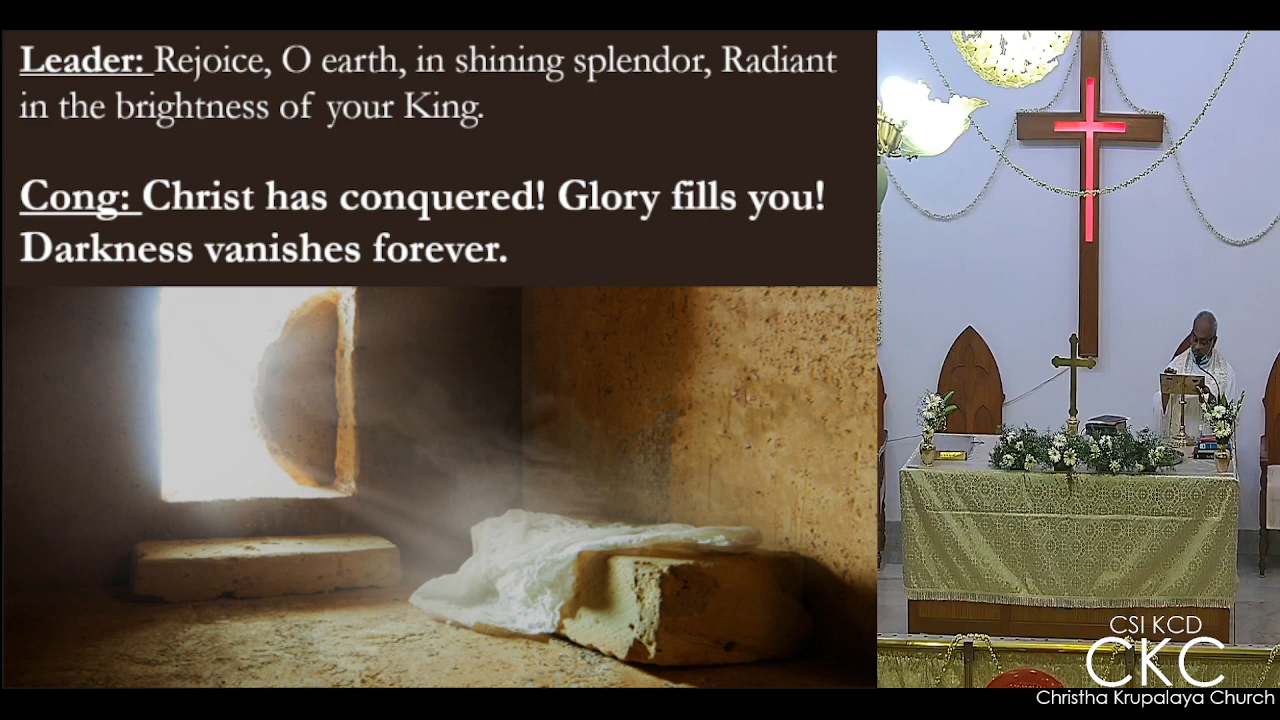 Leader: Rejoice, O earth, in shining splendor, Radiant
in the brightness of your King.
Cong: Christ has conquered! Glory fills you!
Darkness vanishes forever.
CSI KCD
CKC
Christha Krupalaya Church